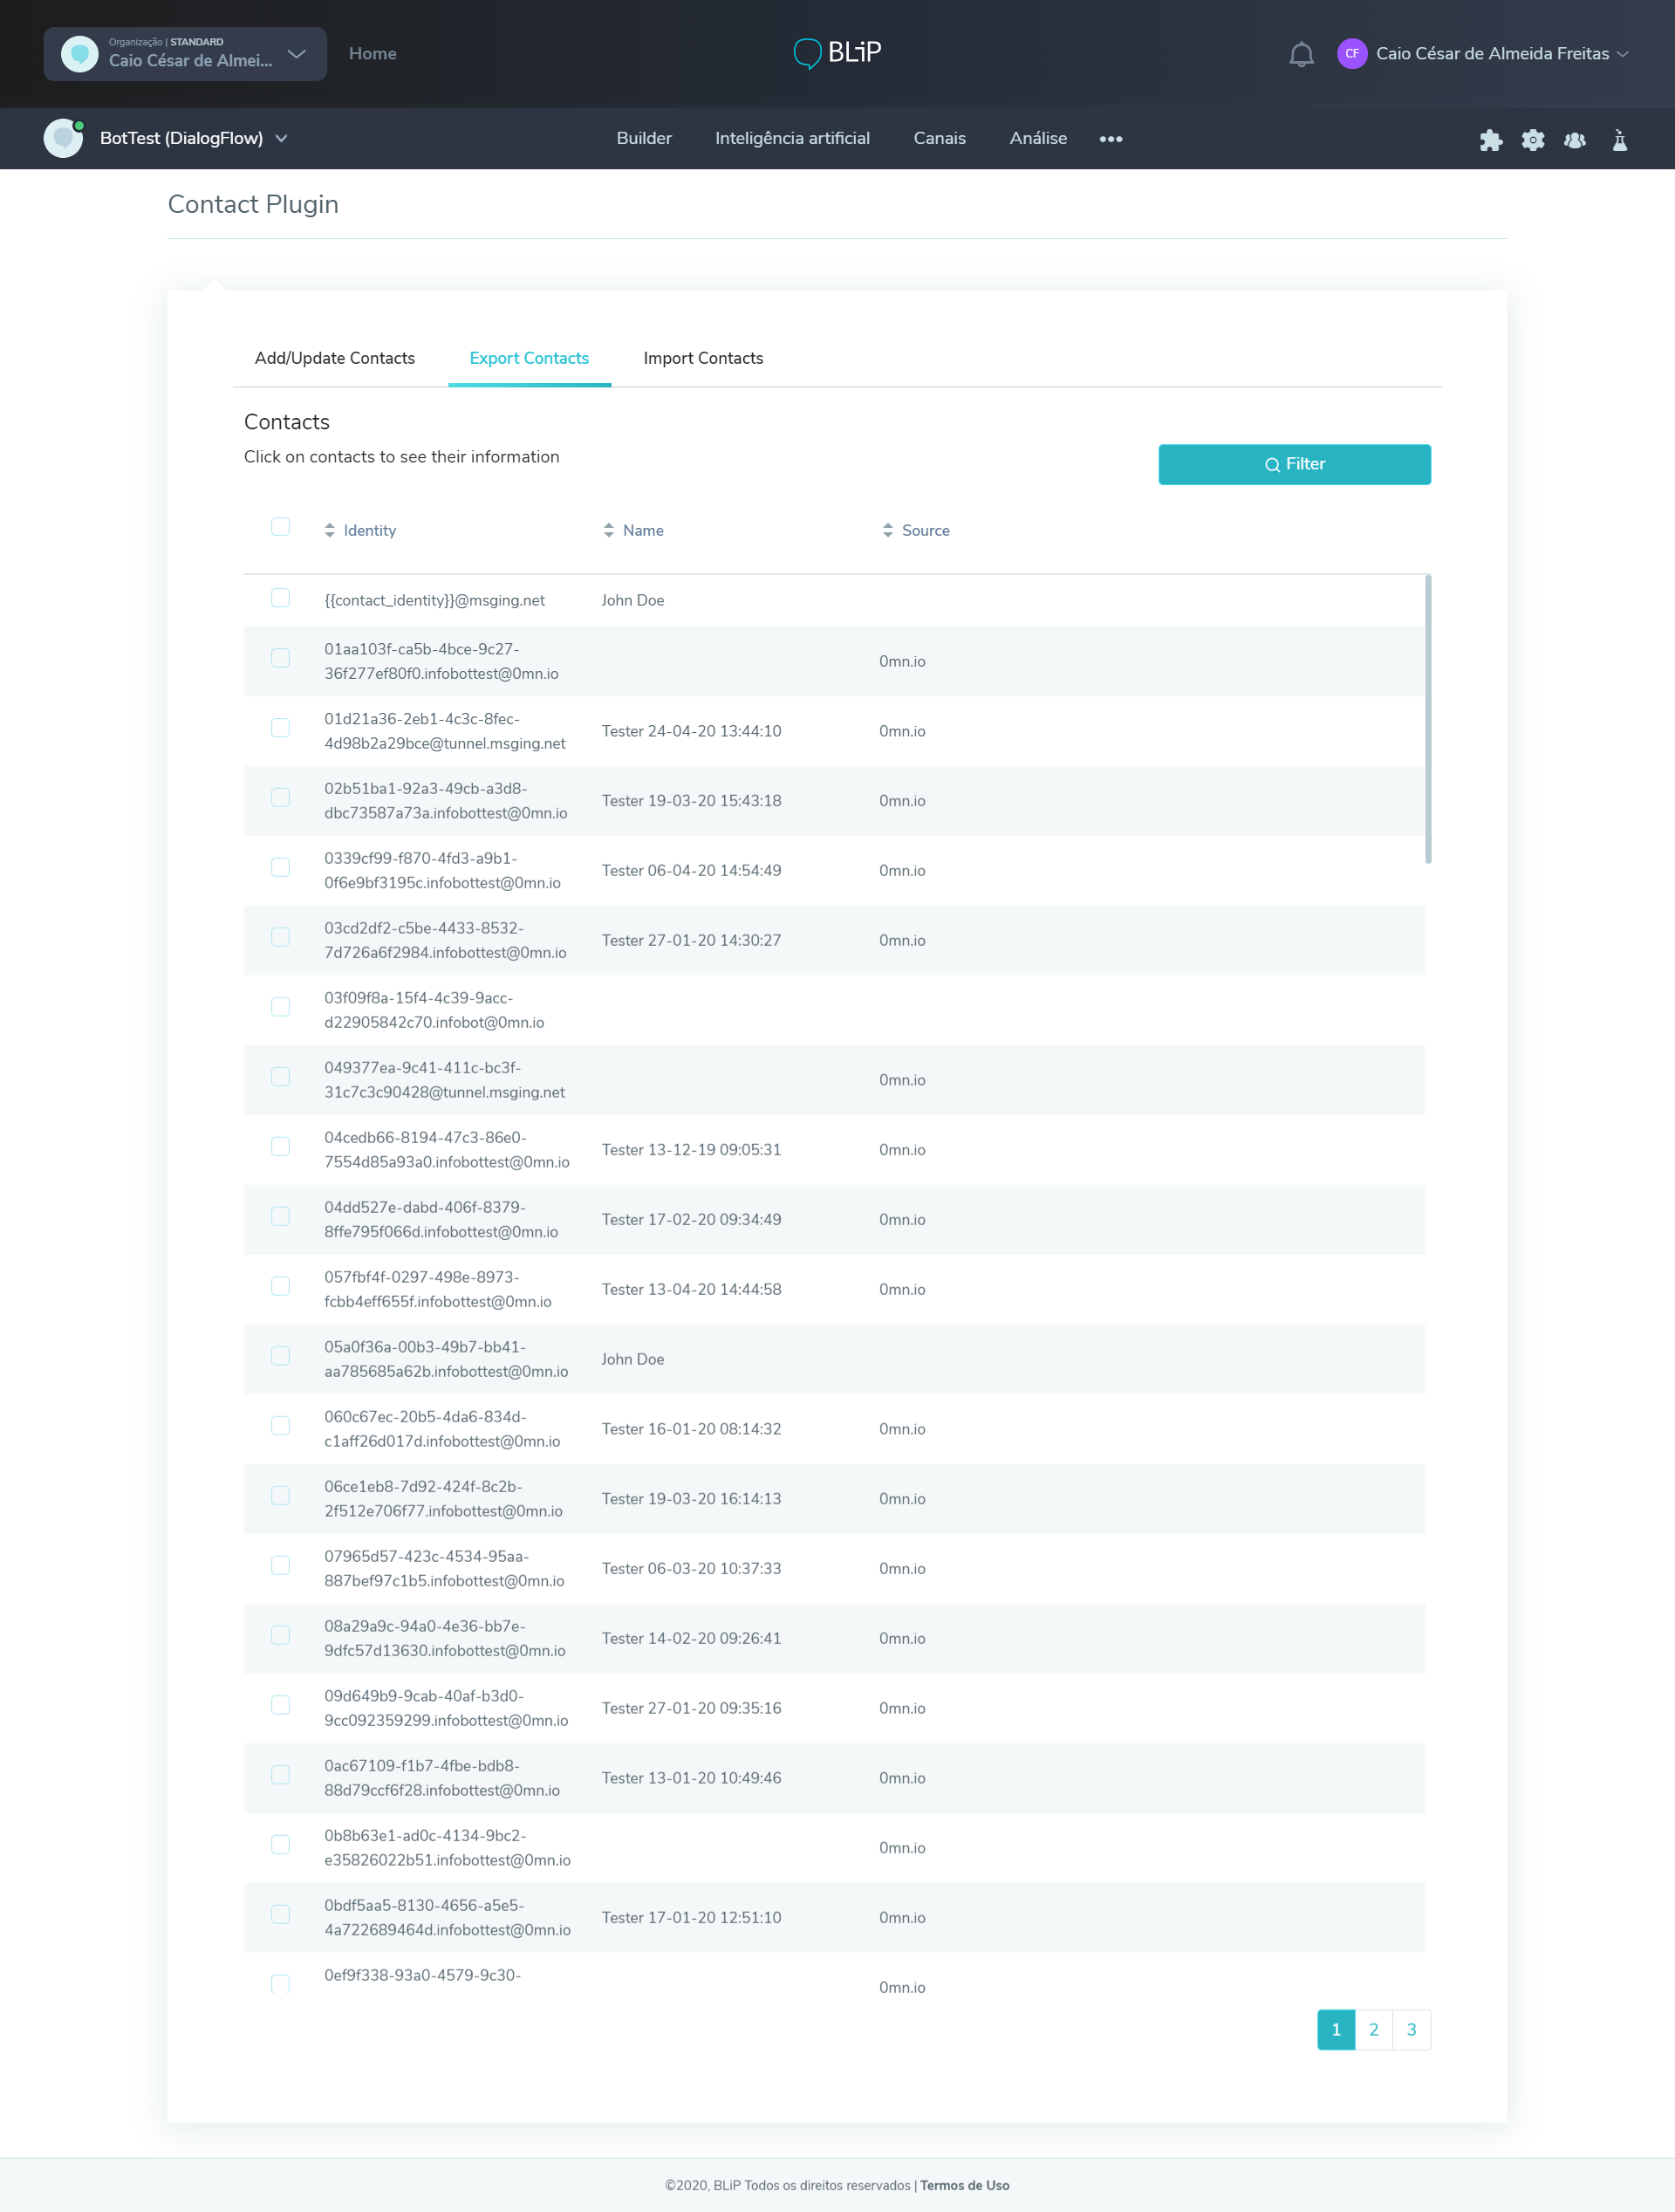 Organização | STANDARD
Caio César de Almei...
Home
BLiP
CF
Caio César de Almeida Freitas
BotTest (DialogFlow)
Builder
Inteligência artificial
Canais
Análise
Contact Plugin
Add/Update Contacts
Export Contacts
Import Contacts
Contacts
Click on contacts to see their information
Filter
Identity
Name
Source
{{contact_identity}}@msging.net
John Doe
01aa103f-ca5b-4bce-9c27-
36f277ef80f0.infobottest@0mn.io
0mn.io
01d21a36-2eb1-4c3c-8fec-
4d98b2a29bce@tunnel.msging.net
Tester 24-04-20 13:44:10
0mn.io
02b51ba1-92a3-49cb-a3d8-
dbc73587a73a.infobottest@0mn.io
Tester 19-03-20 15:43:18
0mn.io
0339cf99-f870-4fd3-a9b1-
0f6e9bf3195c.infobottest@0mn.io
Tester 06-04-20 14:54:49
0mn.io
03cd2df2-c5be-4433-8532-
7d726a6f2984.infobottest@0mn.io
Tester 27-01-20 14:30:27
0mn.io
03f09f8a-15f4-4c39-9acc-
d22905842c70.infobot@0mn.io
049377ea-9c41-411c-bc3f-
31c7c3c90428@tunnel.msging.net
0mn.io
04cedb66-8194-47c3-86e0-
7554d85a93a0.infobottest@0mn.io
Tester 13-12-19 09:05:31
0mn.io
04dd527e-dabd-406f-8379-
8ffe795f066d.infobottest@0mn.io
Tester 17-02-20 09:34:49
0mn.io
057fbf4f-0297-498e-8973-
fcbb4eff655f.infobottest@0mn.io
Tester 13-04-20 14:44:58
0mn.io
05a0f36a-00b3-49b7-bb41-
aa785685a62b.infobottest@0mn.io
John Doe
060c67ec-20b5-4da6-834d-
c1aff26d017d.infobottest@0mn.io
Tester 16-01-20 08:14:32
0mn.io
06ce1eb8-7d92-424f-8c2b-
2f512e706f77.infobottest@0mn.io
Tester 19-03-20 16:14:13
0mn.io
07965d57-423c-4534-95aa-
887bef97c1b5.infobottest@0mn.io
Tester 06-03-20 10:37:33
0mn.io
08a29a9c-94a0-4e36-bb7e-
9dfc57d13630.infobottest@0mn.io
Tester 14-02-20 09:26:41
0mn.io
09d649b9-9cab-40af-b3d0-
9cc092359299.infobottest@0mn.io
Tester 27-01-20 09:35:16
0mn.io
0ac67109-f1b7-4fbe-bdb8-
88d79ccf6f28.infobottest@0mn.io
Tester 13-01-20 10:49:46
0mn.io
0b8b63e1-ad0c-4134-9bc2-
e35826022b51.infobottest@0mn.io
0mn.io
0bdf5aa5-8130-4656-a5e5-
4a722689464d.infobottest@0mn.io
Tester 17-01-20 12:51:10
0mn.io
0ef9f338-93a0-4579-9c30-
0mn.io
1
2
3
©2020, BLiP Todos os direitos reservados | Termos de Uso